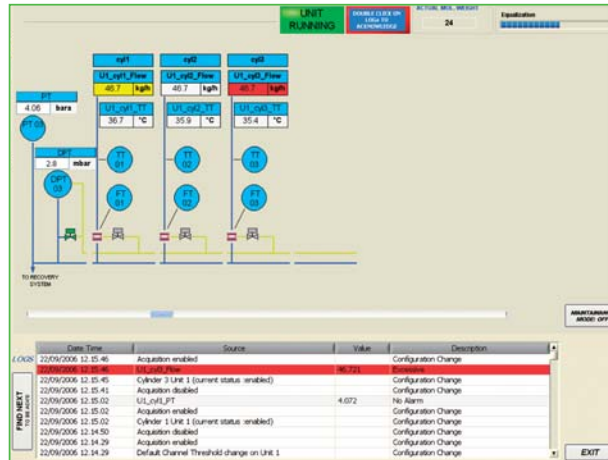 UNIT RUNNING
DOUBLE CLICK ON LOGs TO ACKNOWLEDGE
ACTUAL MOL. WEIGHT
24
Equalization
cyl1 cyl2 cyl3
U1_cyl1_Flow U1_cyl2_Flow U1_cyl3_Flow
46.7 kg/h 46.7 kg/h 46.7 kg/h
PT
4.06 bara
U1_cyl1_TT U1_cyl2_TT U1_cyl3_TT
36.7 °C 35.9 °C 35.4 °C
PT 03
DPT
2.8 mbar
TT 01 TT 02 TT 03
DPT 03
FT 01 FT 02 FT 03
TO RECOVERY SYSTEM
MAINTAINANCE MODE: OFF
Date Time Source Value Description
LOGS 22/09/2006 12.15.46 Acquisition enabled Configuration Change
22/09/2006 12.15.46 U1_cyl3_Flow 46.721 Excessive
22/09/2006 12.15.45 Cylinder 3 Unit 1 (current status :enabled) Configuration Change
22/09/2006 12.15.41 Acquisition disabled Configuration Change
22/09/2006 12.15.02 U1_cyl1_PT 4.072 No Alarm
22/09/2006 12.15.02 Acquisition enabled Configuration Change
22/09/2006 12.15.02 Cylinder 1 Unit 1 (current status :enabled) Configuration Change
22/09/2006 12.14.50 Acquisition disabled Configuration Change
22/09/2006 12.14.29 Acquisition enabled Configuration Change
22/09/2006 12.14.29 Default Channel Threshold change on Unit 1 Configuration Change
FIND NEXT
EXIT